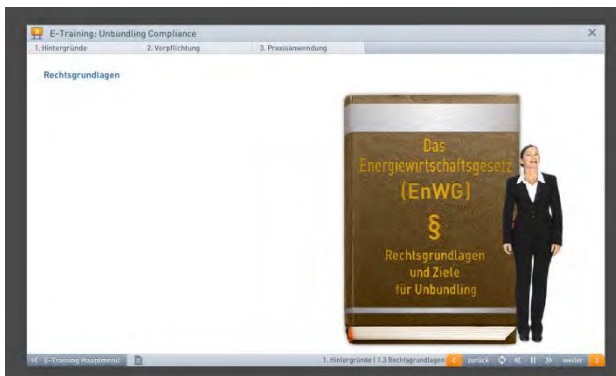 E-Training: Unbundling Compliance
1. Hintergründe
2. Verpflichtung
3. Praxisanwendung
Rechtsgrundlagen
Das
Energiewirtschaftsgesetz
(EnWG)
§
Rechtsgrundlagen
und Ziele
für Unbundling
E-Training Hauptmenü
1. Hintergründe | 1.3 Rechtsgrundlagen
zurück
weiter